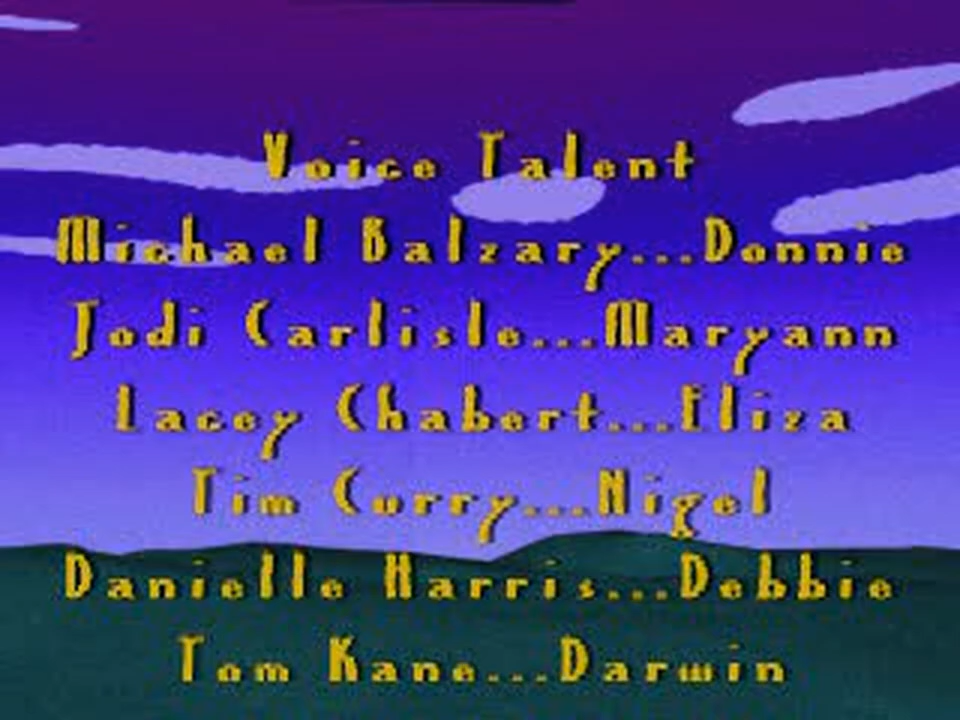 Voice Talent
Michael Balzary...Donnie
Jodi Carlisle...Maryann
Lacey Chabert...Eliza
Tim Curry...Nigel
Danielle Harris...Debbie
Tom Kane...Darwin